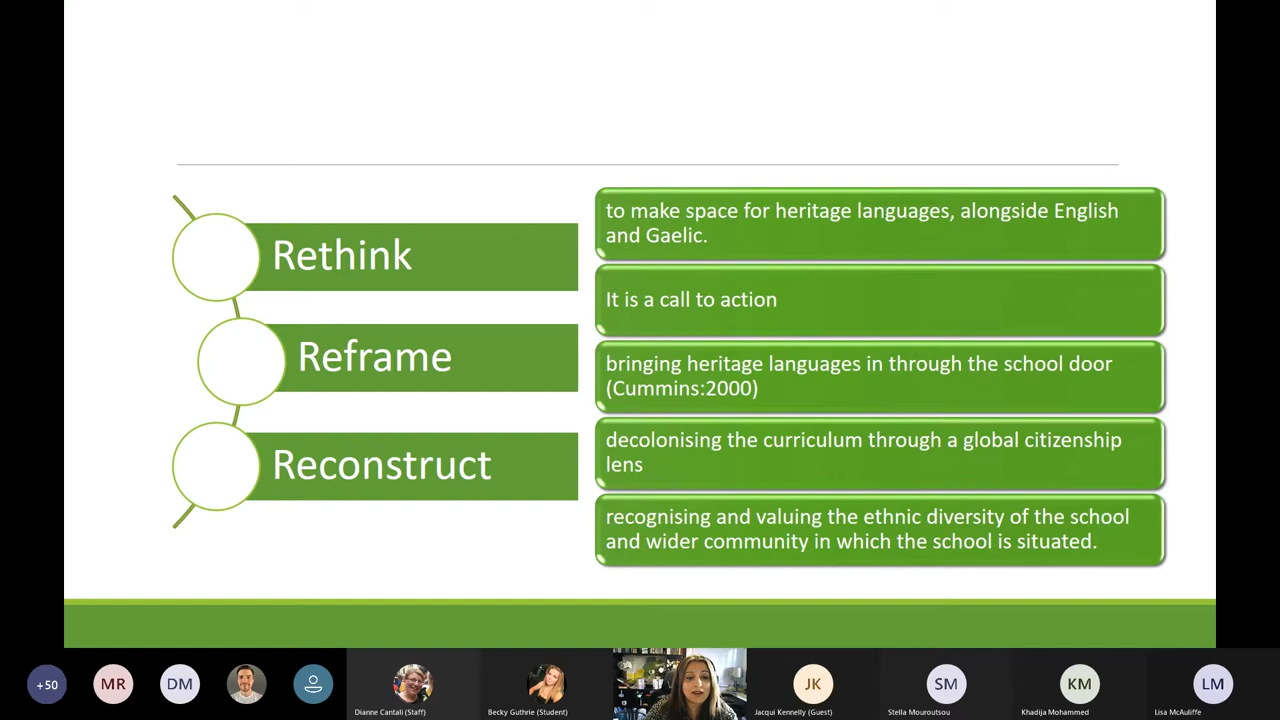 Rethink
Reframe
Reconstruct
to make space for heritage languages, alongside English
and Gaelic.
It is a call to action
bringing heritage languages in through the school door
(Cummins:2000)
decolonising the curriculum through a global citizenship
lens
recognising and valuing the ethnic diversity of the school
and wider community in which the school is situated.
+50
MR
DM
Dianne Cantali (Staff)
Becky Guthrie (Student)
JK
Jacqui Kennelly (Guest)
SM
Stella Mouroutsou
KM
Khadija Mohammed
LM
Lisa McAuliffe